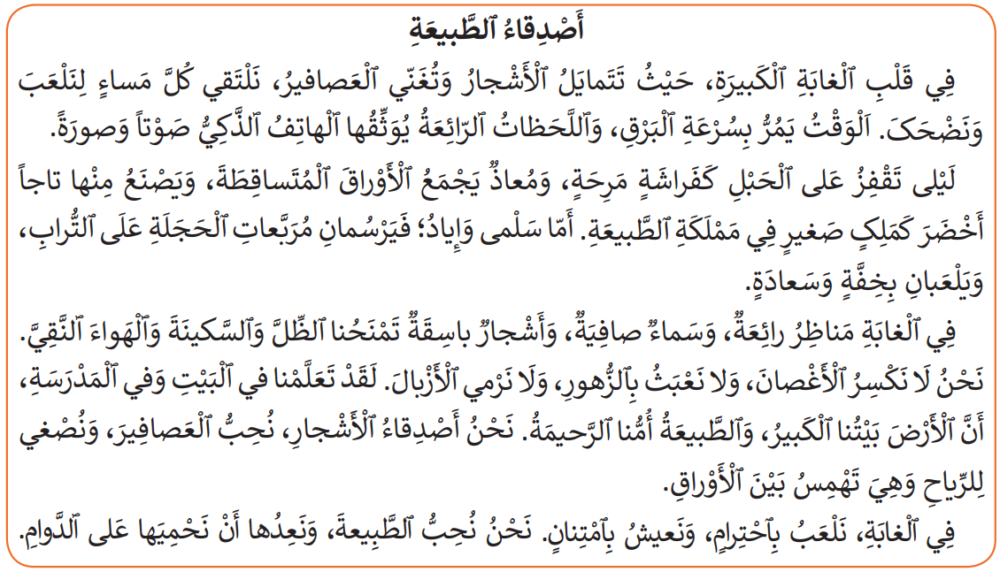 أَصْدِقاءُ ٱلطَّبيعَةِ
فِي قَلْبِ ٱلْغابَةِ ٱلْكَبيرَةِ، حَيْثُ تَتَمايَلُ ٱلْأَشْجارُ وَتُغَنّي ٱلْعَصافيرُ، نَلْتَقي كُلَّ مَساءٍ لِنَلْعَبَ
وَنَضْحَكَ. اَلْوَقْتُ يَمُرُّ بِسُرْعَةِ ٱلْبَرْقِ، وَٱللَّحَظاتُ ٱلرّائِعَةُ يُوَثِّقُها ٱلْهاتِفُ ٱلذَّكِيُّ صَوْتاً وَصورَةً.
لَيْلى تَقْفِزُ عَلى ٱلْحَبْلِ كَفَراشَةٍ مَرِحَةٍ، وَمُعاذٌ يَجْمَعُ ٱلْأَوْراقَ ٱلْمُتَساقِطَةَ، وَيَصْنَعُ مِنْها تاجاً
أَخْضَرَ كَمَلِكٍ صَغيرٍ فِي مَمْلَكَةِ ٱلطَّبيعَةِ. أَمّا سَلْمى وَإِيادُ؛ فَيَرْسُمانِ مُرَبَّعاتِ ٱلْحَجَلَةِ عَلَى ٱلتُّرابِ،
وَيَلْعَبانِ بِخِفَّةٍ وَسَعادَةٍ.
فِي ٱلْغابَةِ مَناظِرُ رائِعَةٌ، وَسَماءٌ صافِيَةٌ، وَأَشْجارٌ باسِقَةٌ تَمْنَحُنا ٱلظِّلَّ وَٱلسَّكينَةَ وَٱلْهَواءَ ٱلنَّقِيَّ.
نَحْنُ لَا نَكْسِرُ ٱلْأَغْصانَ، وَلا نَعْبَثُ بِٱلزُّهورِ، وَلَا نَرْمي ٱلْأَزْبالَ. لَقَدْ تَعَلَّمْنا في ٱلْبَيْتِ وَفي ٱلْمَدْرَسَةِ،
أَنَّ ٱلْأَرْضَ بَيْتُنا ٱلْكَبيرُ، وَٱلطَّبيعَةُ أُمُّنا ٱلرَّحيمَةُ. نَحْنُ أَصْدِقاءُ ٱلْأَشْجارِ، نُحِبُّ ٱلْعَصافِيرَ، وَنُصْغي
لِلرِّياحِ وَهِيَ تَهْمِسُ بَيْنَ ٱلْأَوْراقِ.
فِي ٱلْغابَةِ، نَلْعَبُ بِٱحْتِرامٍ، وَنَعيشُ بِٱمْتِنانٍ. نَحْنُ نُحِبُّ ٱلطَّبِيعةَ، وَنَعِدُها أَنْ نَحْمِيَها عَلى ٱلدَّوامِ.